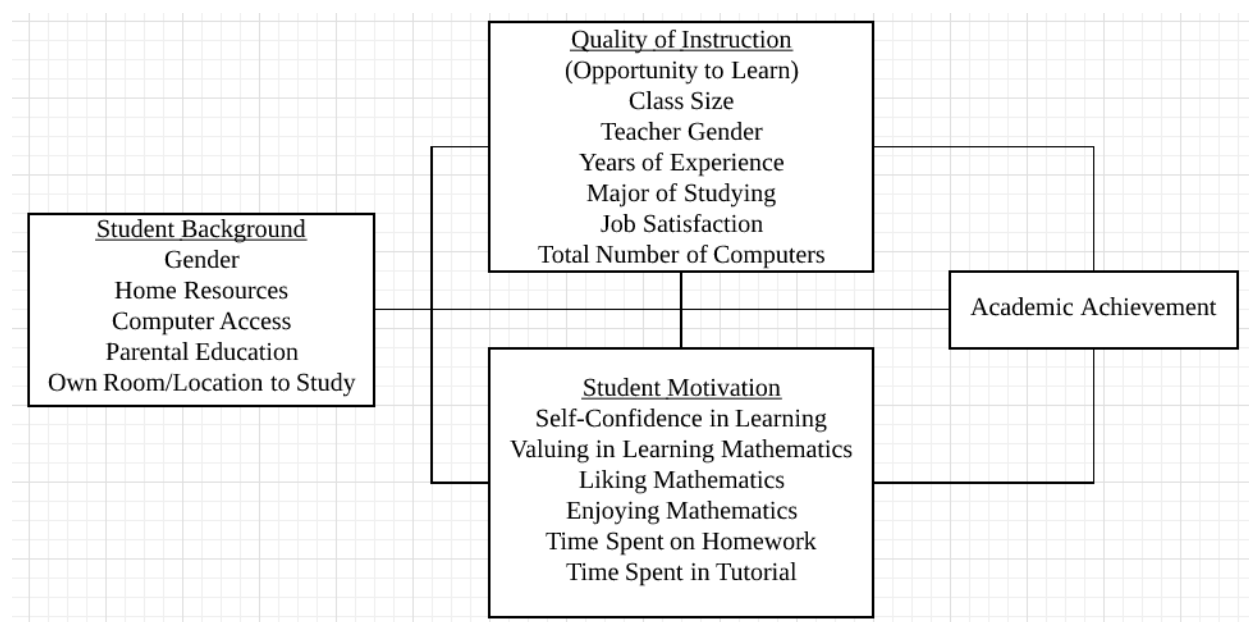 Quality of Instruction
(Opportunity to Learn)
Class Size
Teacher Gender
Years of Experience
Major of Studying
Job Satisfaction
Total Number of Computers
Student Background
Gender
Home Resources
Computer Access
Parental Education
Own Room/Location to Study
Academic Achievement
Student Motivation
Self-Confidence in Learning
Valuing in Learning Mathematics
Liking Mathematics
Enjoying Mathematics
Time Spent on Homework
Time Spent in Tutorial